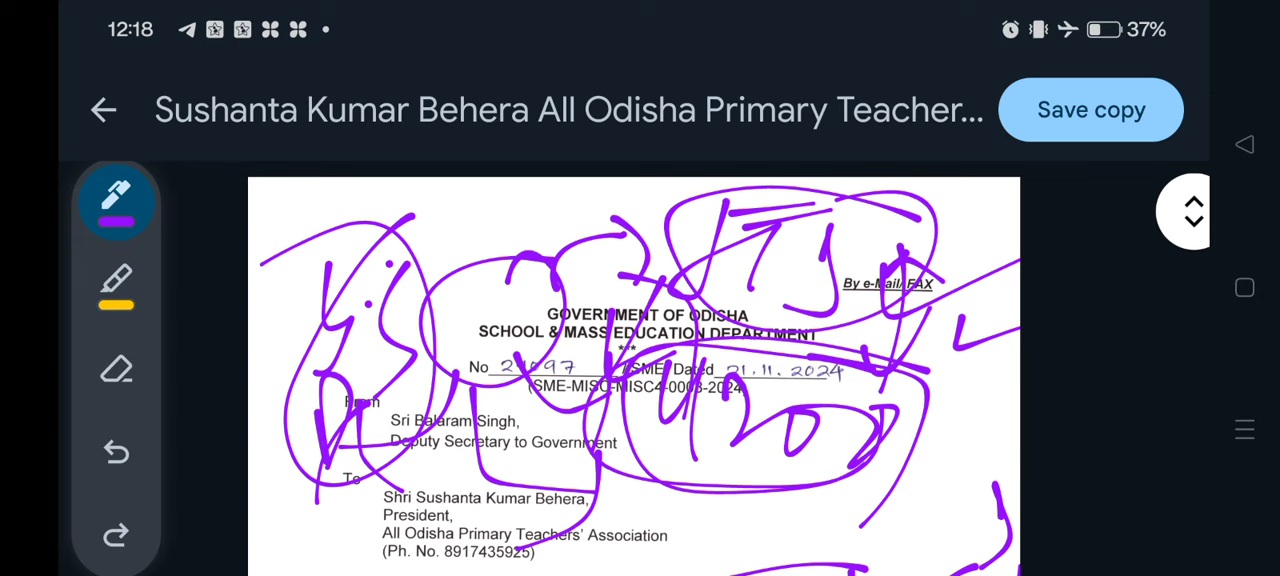 12:18
37%
Sushanta Kumar Behera All Odisha Primary Teacher...
Save copy
By e-Mail/FAX
GOVERNMENT OF ODISHA
SCHOOL & MASS EDUCATION DEPARTMENT
***
No /SME, Dated 21.11.2024
(SME-MISC-MISC4-0003-2024
From
Sri Balaram Singh,
Deputy Secretary to Government
To
Shri Sushanta Kumar Behera,
President,
All Odisha Primary Teachers' Association
(Ph. No. 8917435925)